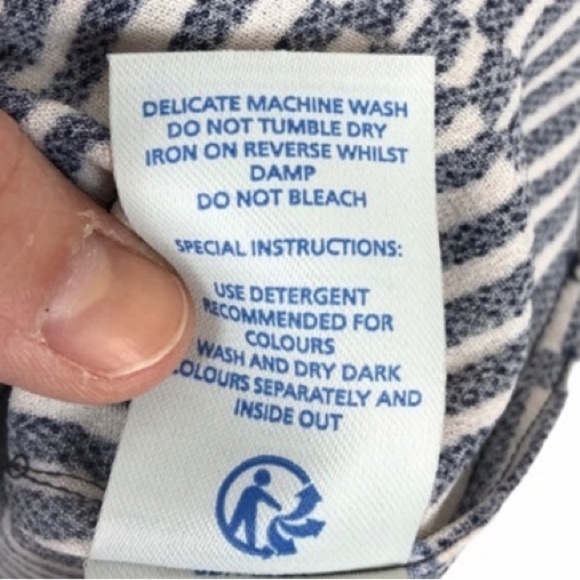 DELICATE MACHINE WASH
DO NOT TUMBLE DRY
IRON ON REVERSE WHILST
DAMP
DO NOT BLEACH
SPECIAL INSTRUCTIONS:
USE DETERGENT
RECOMMENDED FOR
COLOURS
WASH AND DRY DARK
OLOURS SEPARATELY AND
INSIDE OUT